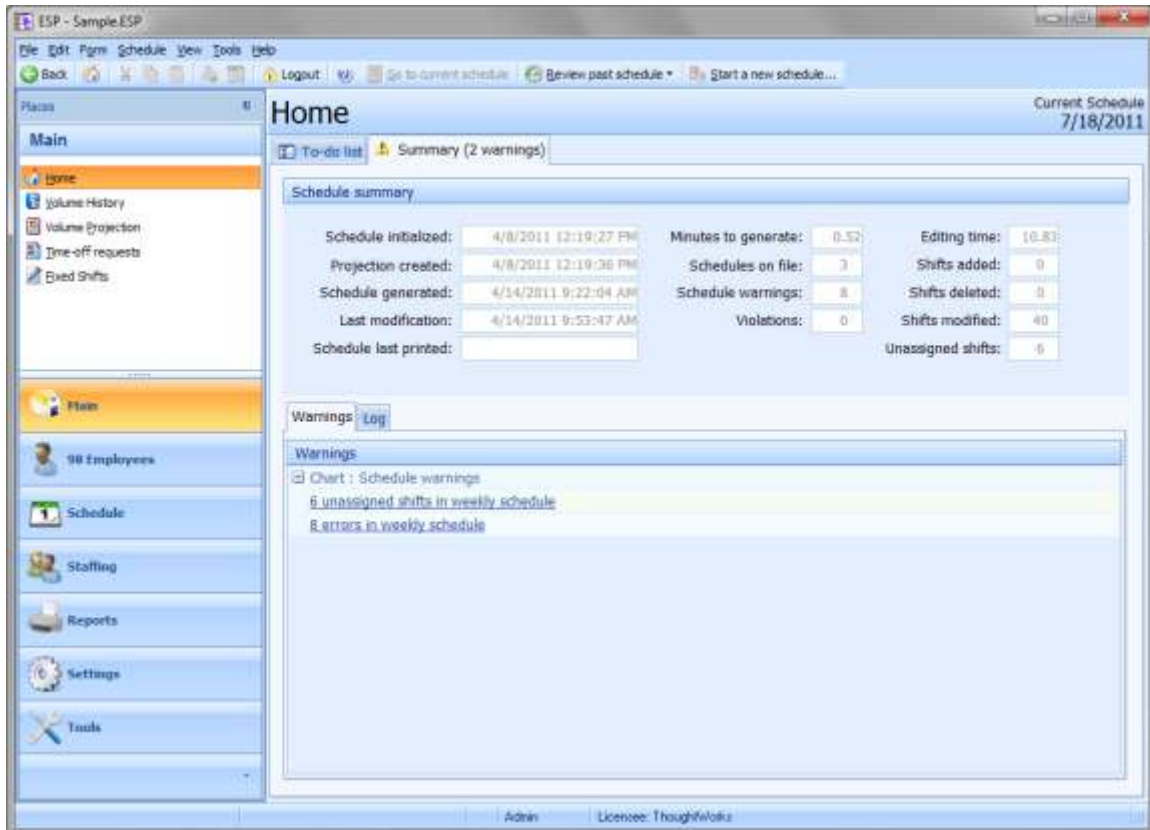 ESP - Sample.ESP
File Edit Form Schedule View Tools Help
Back Logout Go to current schedule Review past schedule Start a new schedule...
Places
Main
Home
Volume History
Volume Projection
Time-off requests
Fixed Shifts
Main
98 Employees
Schedule
Staffing
Reports
Settings
Tools
Home
Current Schedule
7/18/2011
To-do list Summary (2 warnings)
Schedule summary
Schedule initialized: 4/8/2011 12:19:27 PM Minutes to generate: 0.52 Editing time: 10.83
Projection created: 4/8/2011 12:19:36 PM Schedules on file: 3 Shifts added: 0
Schedule generated: 4/14/2011 9:22:04 AM Schedule warnings: 8 Shifts deleted: 0
Last modification: 4/14/2011 9:53:47 AM Violations: 0 Shifts modified: 40
Schedule last printed: Unassigned shifts: 6
Warnings Log
Warnings
Chart : Schedule warnings
6 unassigned shifts in weekly schedule
8 errors in weekly schedule
Admin Licencee: ThoughtWorks